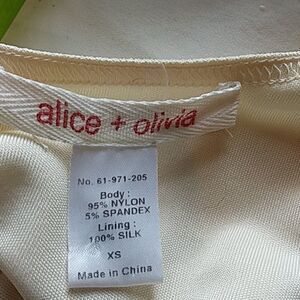 alice + olivia
No. 61-971-205
Body :
95% NYLON
5% SPANDEX
Lining :
100% SILK
XS
Made in China